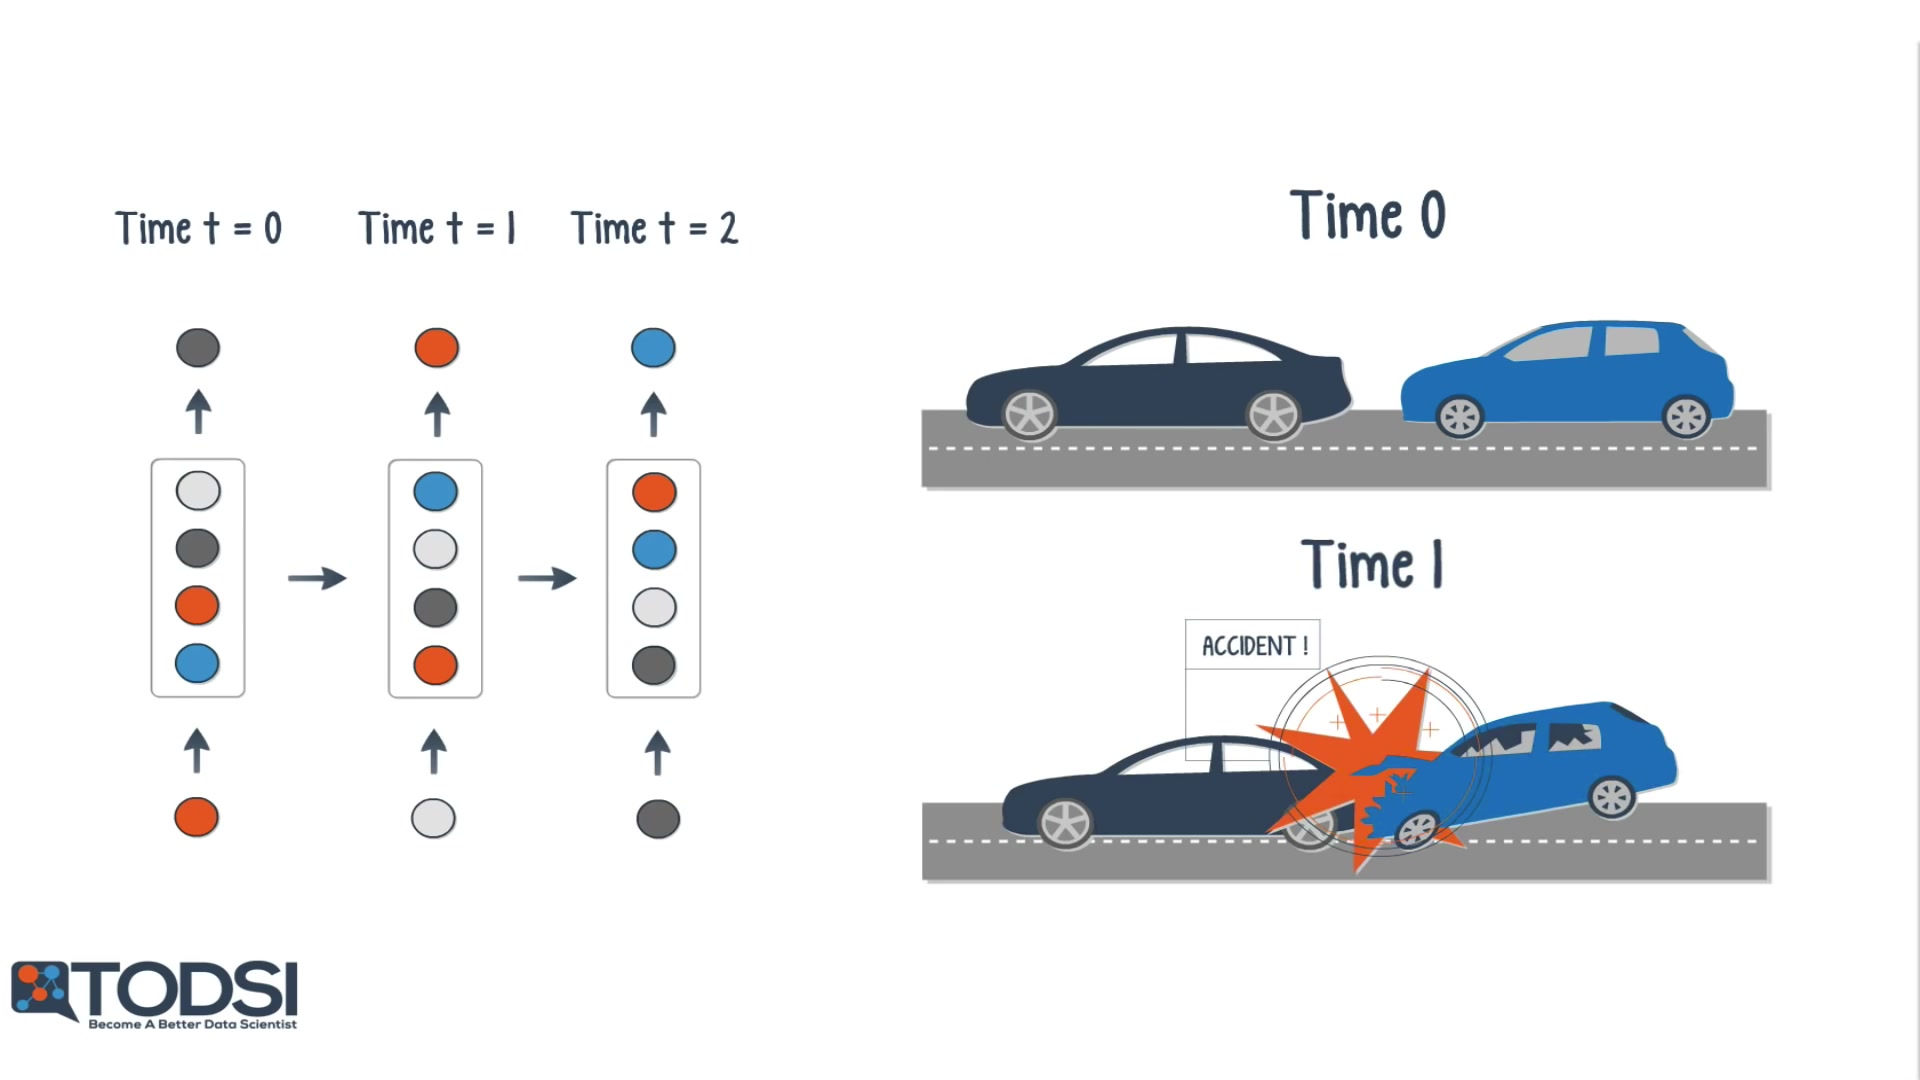 Time t = 0
Time t = 1
Time t = 2
Time 0
Time 1
ACCIDENT !
TODSI
Become A Better Data Scientist